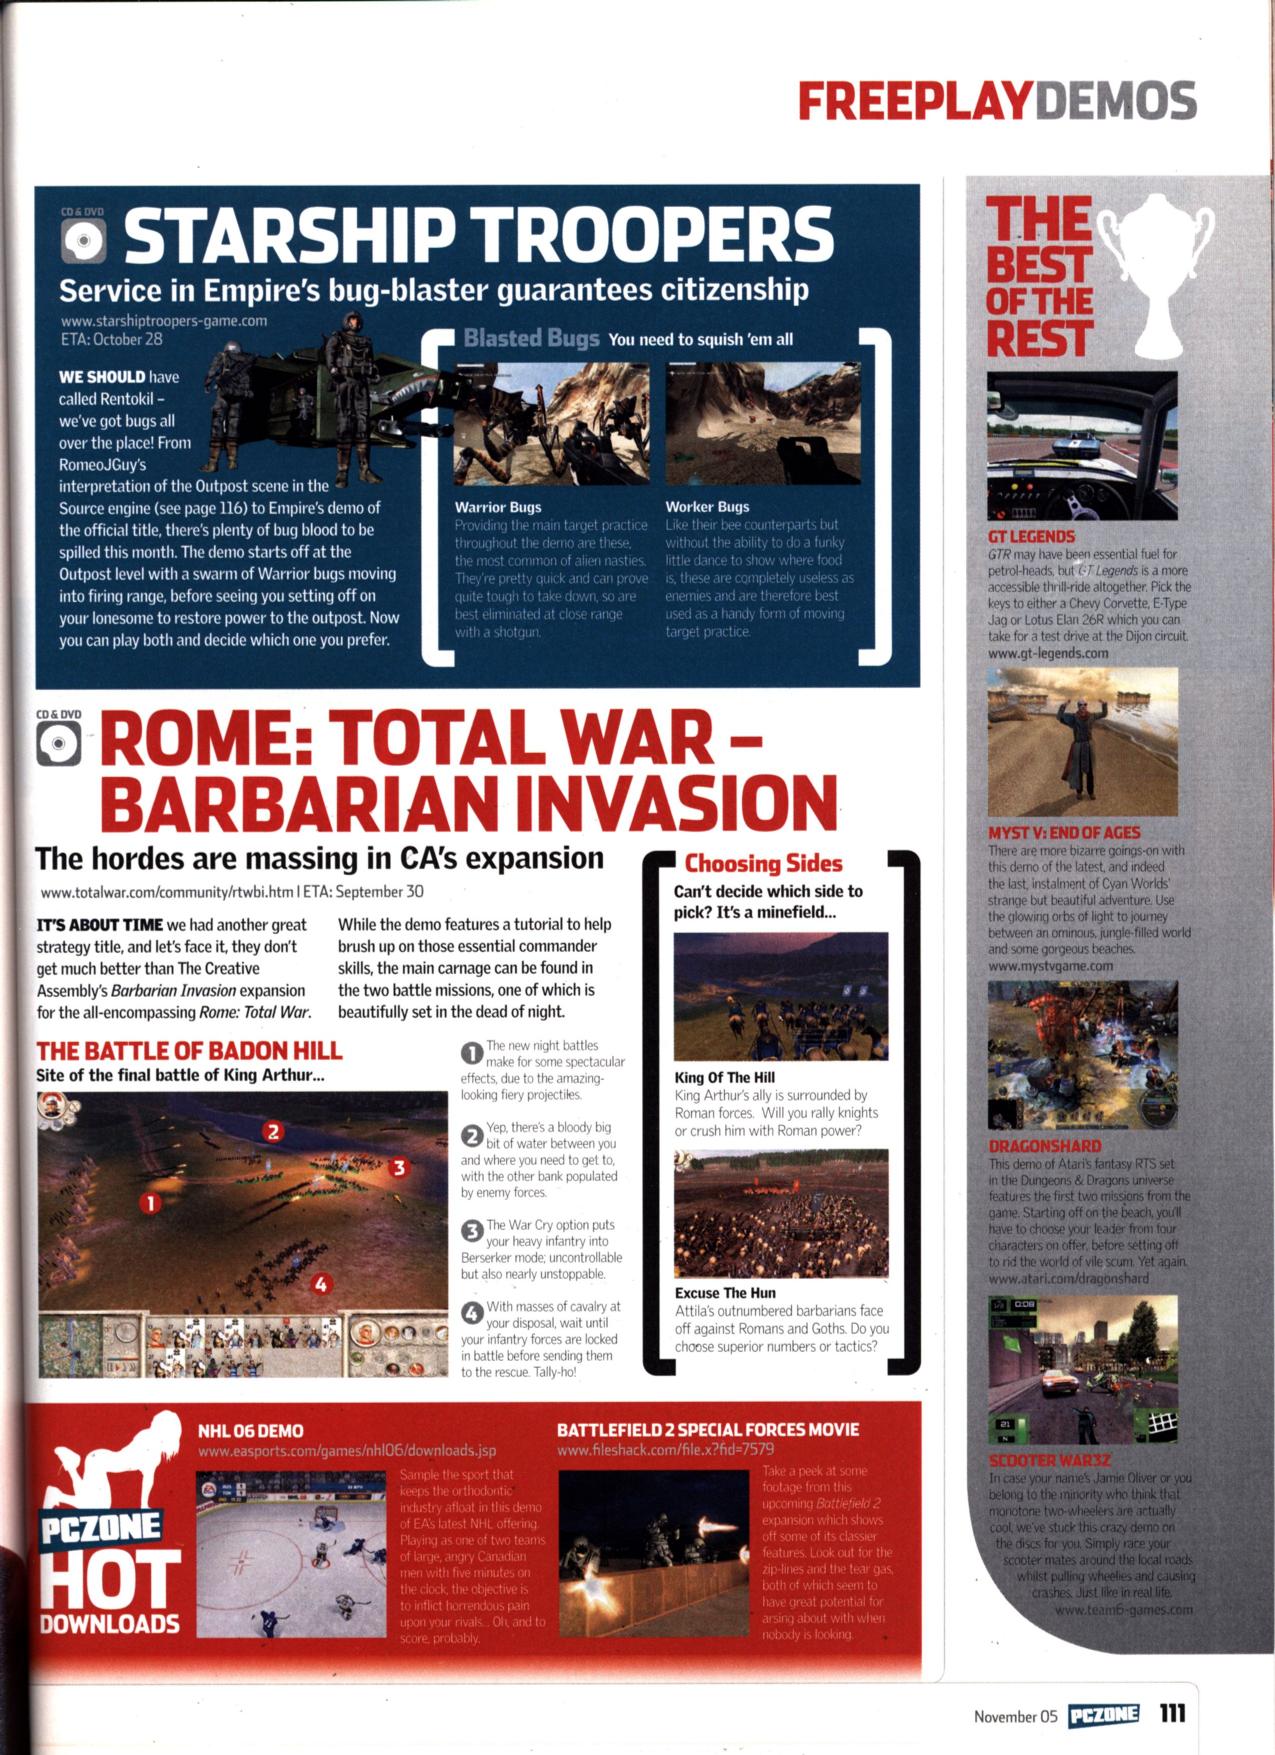 FREEPLAYDEMOS
CD & DVD
STARSHIP TROOPERS
Service in Empire's bug-blaster guarantees citizenship
www.starshiptroopers-game.com
ETA: October 28
WE SHOULD have
called Rentokil –
we've got bugs all
over the place! From
RomeoJGuy's
interpretation of the Outpost scene in the
Source engine (see page 116) to Empire's demo of
the official title, there's plenty of bug blood to be
spilled this month. The demo starts off at the
Outpost level with a swarm of Warrior bugs moving
into firing range, before seeing you setting off on
your lonesome to restore power to the outpost. Now
you can play both and decide which one you prefer.
Blasted Bugs You need to squish 'em all
Warrior Bugs
Providing the main target practice
throughout the demo are these,
the most common of alien nasties.
They're pretty quick and can prove
quite tough to take down, so are
best eliminated at close range
with a shotgun.
Worker Bugs
Like their bee counterparts but
without the ability to do a funky
little dance to show where food
is, these are completely useless as
enemies and are therefore best
used as a handy form of moving
target practice.
CD & DVD
ROME: TOTAL WAR –
BARBARIAN INVASION
The hordes are massing in CA's expansion
www.totalwar.com/community/rtwbi.htm | ETA: September 30
IT'S ABOUT TIME we had another great
strategy title, and let's face it, they don't
get much better than The Creative
Assembly's Barbarian Invasion expansion
for the all-encompassing Rome: Total War.
While the demo features a tutorial to help
brush up on those essential commander
skills, the main carnage can be found in
the two battle missions, one of which is
beautifully set in the dead of night.
THE BATTLE OF BADON HILL
Site of the final battle of King Arthur...
1
2
3
4
1 The new night battles
make for some spectacular
effects, due to the amazing-
looking fiery projectiles.
2 Yep, there's a bloody big
bit of water between you
and where you need to get to,
with the other bank populated
by enemy forces.
3 The War Cry option puts
your heavy infantry into
Berserker mode; uncontrollable
but also nearly unstoppable.
4 With masses of cavalry at
your disposal, wait until
your infantry forces are locked
in battle before sending them
to the rescue. Tally-ho!
Choosing Sides
Can't decide which side to
pick? It's a minefield...
King Of The Hill
King Arthur's ally is surrounded by
Roman forces. Will you rally knights
or crush him with Roman power?
Excuse The Hun
Attila's outnumbered barbarians face
off against Romans and Goths. Do you
choose superior numbers or tactics?
PCZONE
HOT
DOWNLOADS
NHL 06 DEMO
www.easports.com/games/nhl06/downloads.jsp
Sample the sport that
keeps the orthodontic
industry afloat in this demo
of EA's latest NHL offering.
Playing as one of two teams
of large, angry Canadian
men with five minutes on
the clock, the objective is
to inflict horrendous pain
upon your rivals... Oh, and to
score, probably.
BATTLEFIELD 2 SPECIAL FORCES MOVIE
www.fileshack.com/file.x?fid=7579
Take a peek at some
footage from this
upcoming Battlefield 2
expansion which shows
off some of its classier
features. Look out for the
zip-lines and the tear gas,
both of which seem to
have great potential for
arsing about with when
nobody is looking.
THE
BEST
OF THE
REST
GT LEGENDS
GTR may have been essential fuel for
petrol-heads, but GT Legends is a more
accessible thrill-ride altogether. Pick the
keys to either a Chevy Corvette, E-Type
Jag or Lotus Elan 26R which you can
take for a test drive at the Dijon circuit.
www.gt-legends.com
MYST V: END OF AGES
There are more bizarre goings-on with
this demo of the latest, and indeed
the last, instalment of Cyan Worlds'
strange but beautiful adventure. Use
the glowing orbs of light to journey
between an ominous, jungle-filled world
and some gorgeous beaches.
www.mystvgame.com
DRAGONSHARD
This demo of Atari's fantasy RTS set
in the Dungeons & Dragons universe
features the first two missions from the
game. Starting off on the beach, you'll
have to choose your leader from four
characters on offer, before setting off
to rid the world of vile scum. Yet again.
www.atari.com/dragonshard
0:08
21
SCOOTER WAR3Z
In case your name's Jamie Oliver or you
belong to the minority who think that
monotone two-wheelers are actually
cool, we've stuck this crazy demo on
the discs for you. Simply race your
scooter mates around the local roads
whilst pulling wheelies and causing
crashes. Just like in real life.
www.team6-games.com
November 05 PCZONE 111